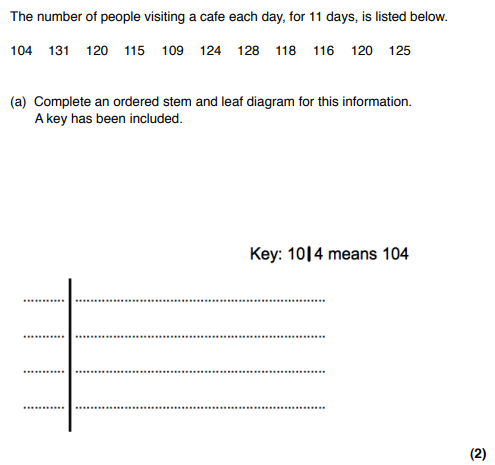 The number of people visiting a cafe each day, for 11 days, is listed below.
104 131 120 115 109 124 128 118 116 120 125
(a) Complete an ordered stem and leaf diagram for this information.
A key has been included.
Key: 10|4 means 104
(2)